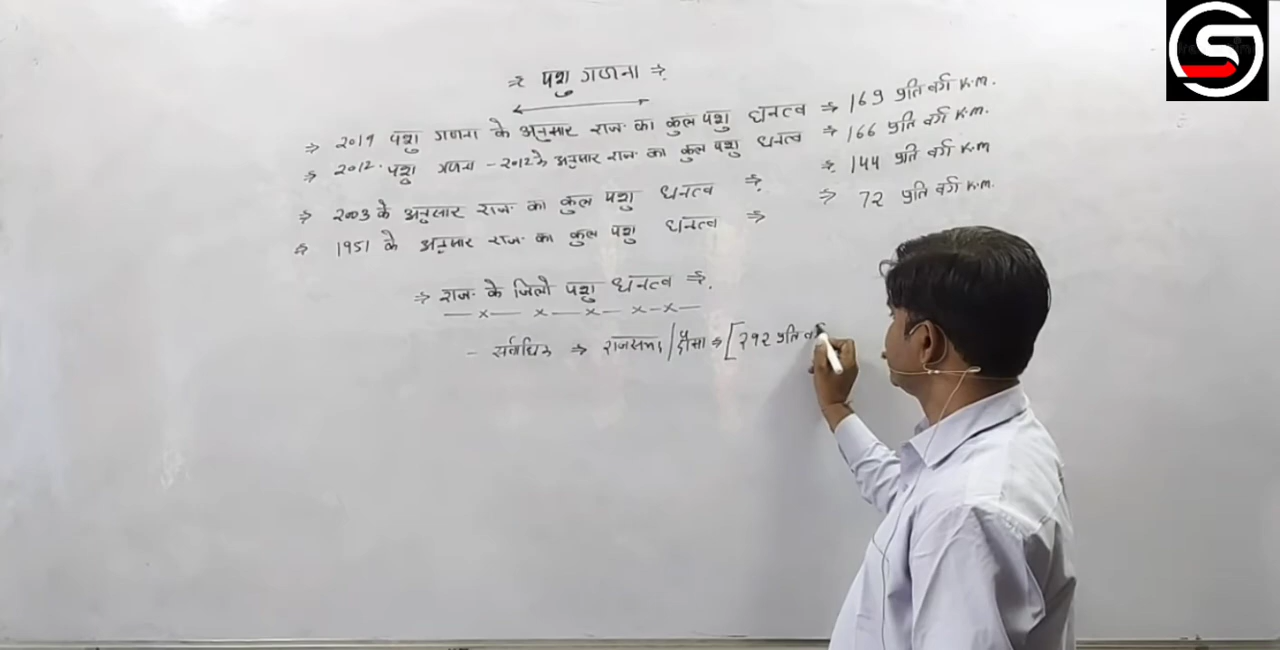 ⇒ पशु गणना ⇒
⇒ 2019 पशु गणना के अनुसार राज. का कुल पशु घनत्व ⇒ 169 प्रति वर्ग K.M.
⇒ 2012. पशु गणना - 2012 के अनुसार राज. का कुल पशु घनत्व ⇒ 166 प्रति वर्ग K.M.
⇒ 2003 के अनुसार राज. का कुल पशु घनत्व ⇒ ⇒ 144 प्रति वर्ग K.M
⇒ 1951 के अनुसार राज. का कुल पशु घनत्व ⇒ ⇒ 72 प्रति वर्ग K.M.
⇒ राज. के जिलो पशु घनत्व ⇒.
- सर्वाधिक ⇒ राजसमन्द / दौसा ⇒ [292 प्रति वर्ग